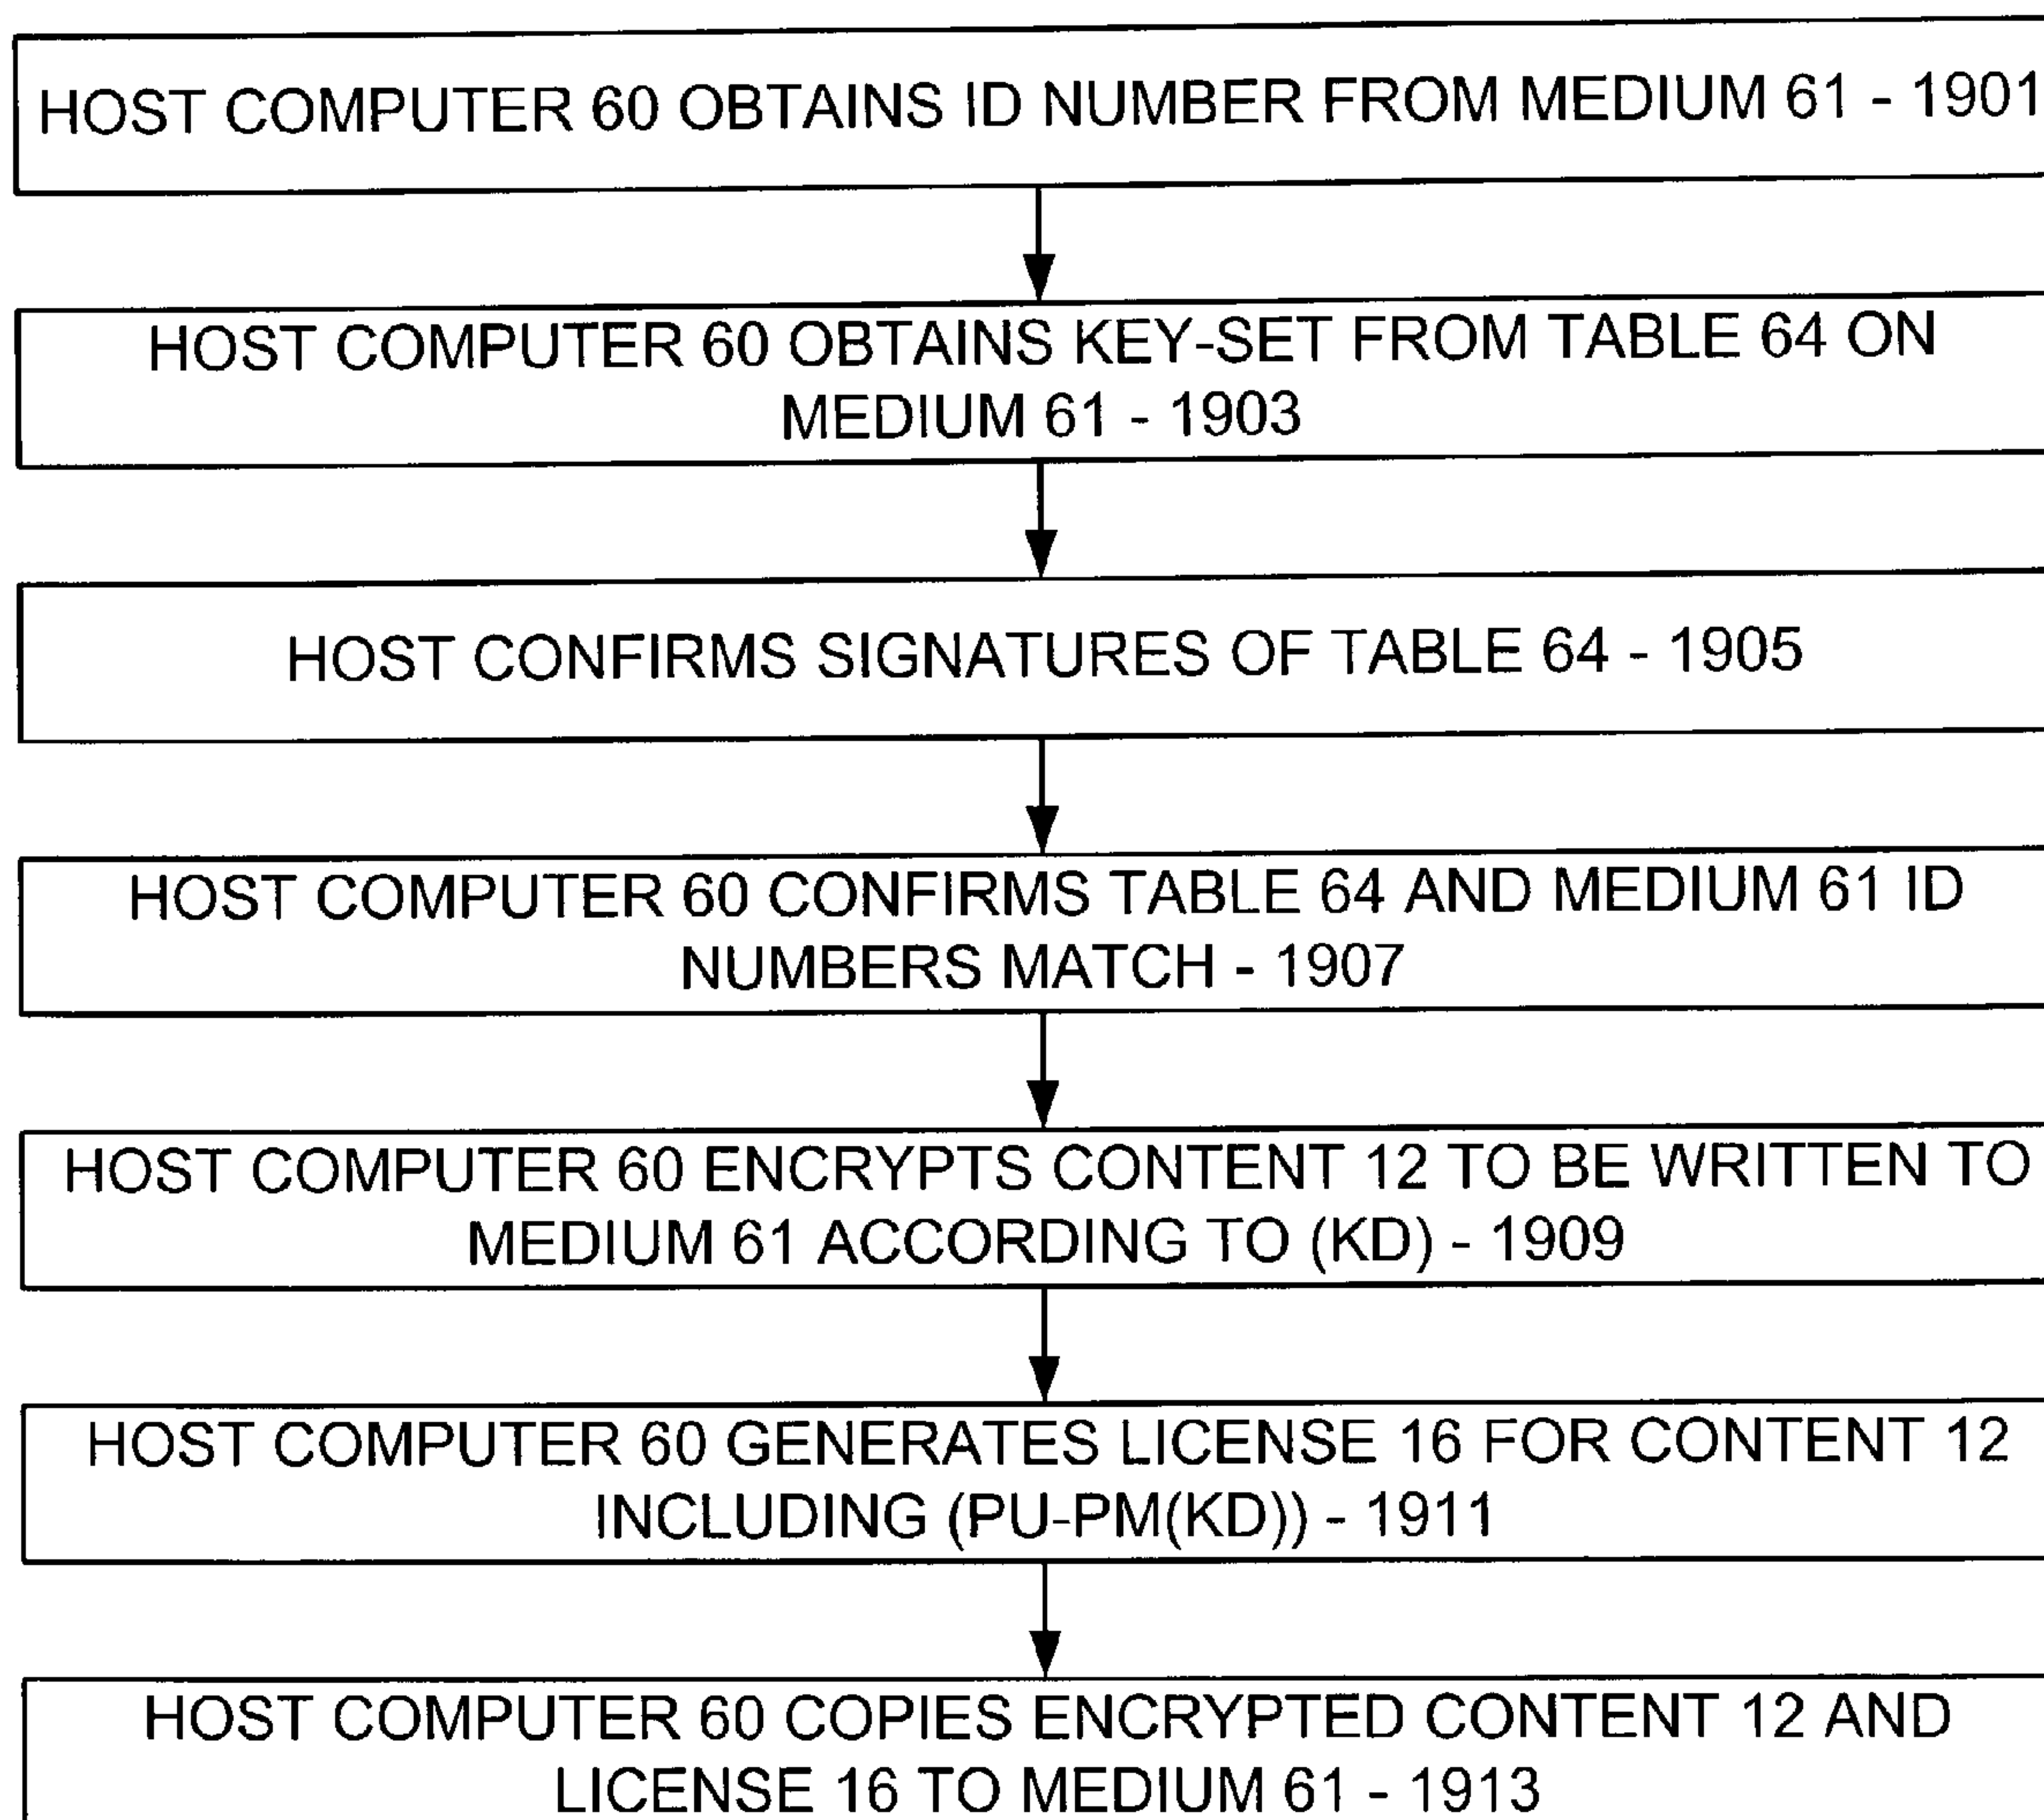 HOST COMPUTER 60 OBTAINS ID NUMBER FROM MEDIUM 61 - 1901
HOST COMPUTER 60 OBTAINS KEY-SET FROM TABLE 64 ON
MEDIUM 61 - 1903
HOST CONFIRMS SIGNATURES OF TABLE 64 - 1905
HOST COMPUTER 60 CONFIRMS TABLE 64 AND MEDIUM 61 ID
NUMBERS MATCH - 1907
HOST COMPUTER 60 ENCRYPTS CONTENT 12 TO BE WRITTEN TO
MEDIUM 61 ACCORDING TO (KD) - 1909
HOST COMPUTER 60 GENERATES LICENSE 16 FOR CONTENT 12
INCLUDING (PU-PM(KD)) - 1911
HOST COMPUTER 60 COPIES ENCRYPTED CONTENT 12 AND
LICENSE 16 TO MEDIUM 61 - 1913